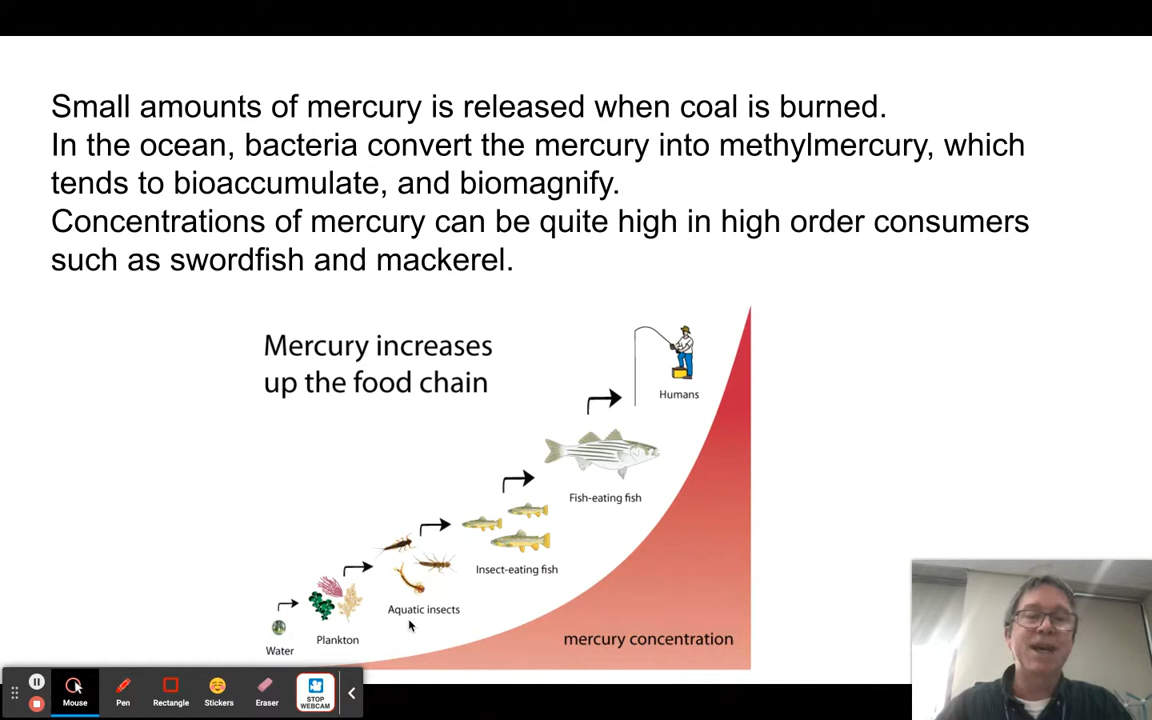 Small amounts of mercury is released when coal is burned.
In the ocean, bacteria convert the mercury into methylmercury, which
tends to bioaccumulate, and biomagnify.
Concentrations of mercury can be quite high in high order consumers
such as swordfish and mackerel.
Mercury increases
up the food chain
Humans
Fish-eating fish
Insect-eating fish
Aquatic insects
Plankton
Water
mercury concentration
Mouse
Pen
Rectangle
Stickers
Eraser
STOP
WEBCAM